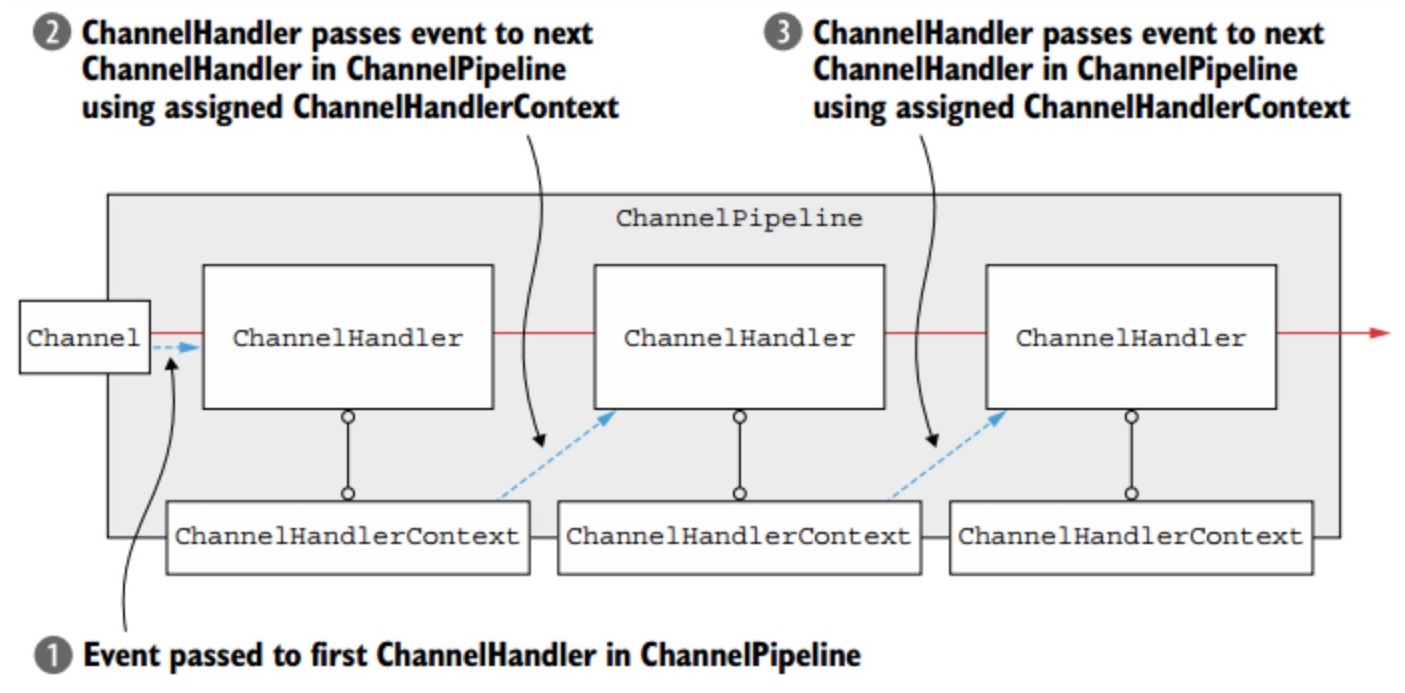 2 ChannelHandler passes event to next
ChannelHandler in ChannelPipeline
using assigned ChannelHandlerContext
3 ChannelHandler passes event to next
ChannelHandler in ChannelPipeline
using assigned ChannelHandlerContext
ChannelPipeline
Channel
ChannelHandler
ChannelHandler
ChannelHandler
ChannelHandlerContext
ChannelHandlerContext
ChannelHandlerContext
1 Event passed to first ChannelHandler in ChannelPipeline